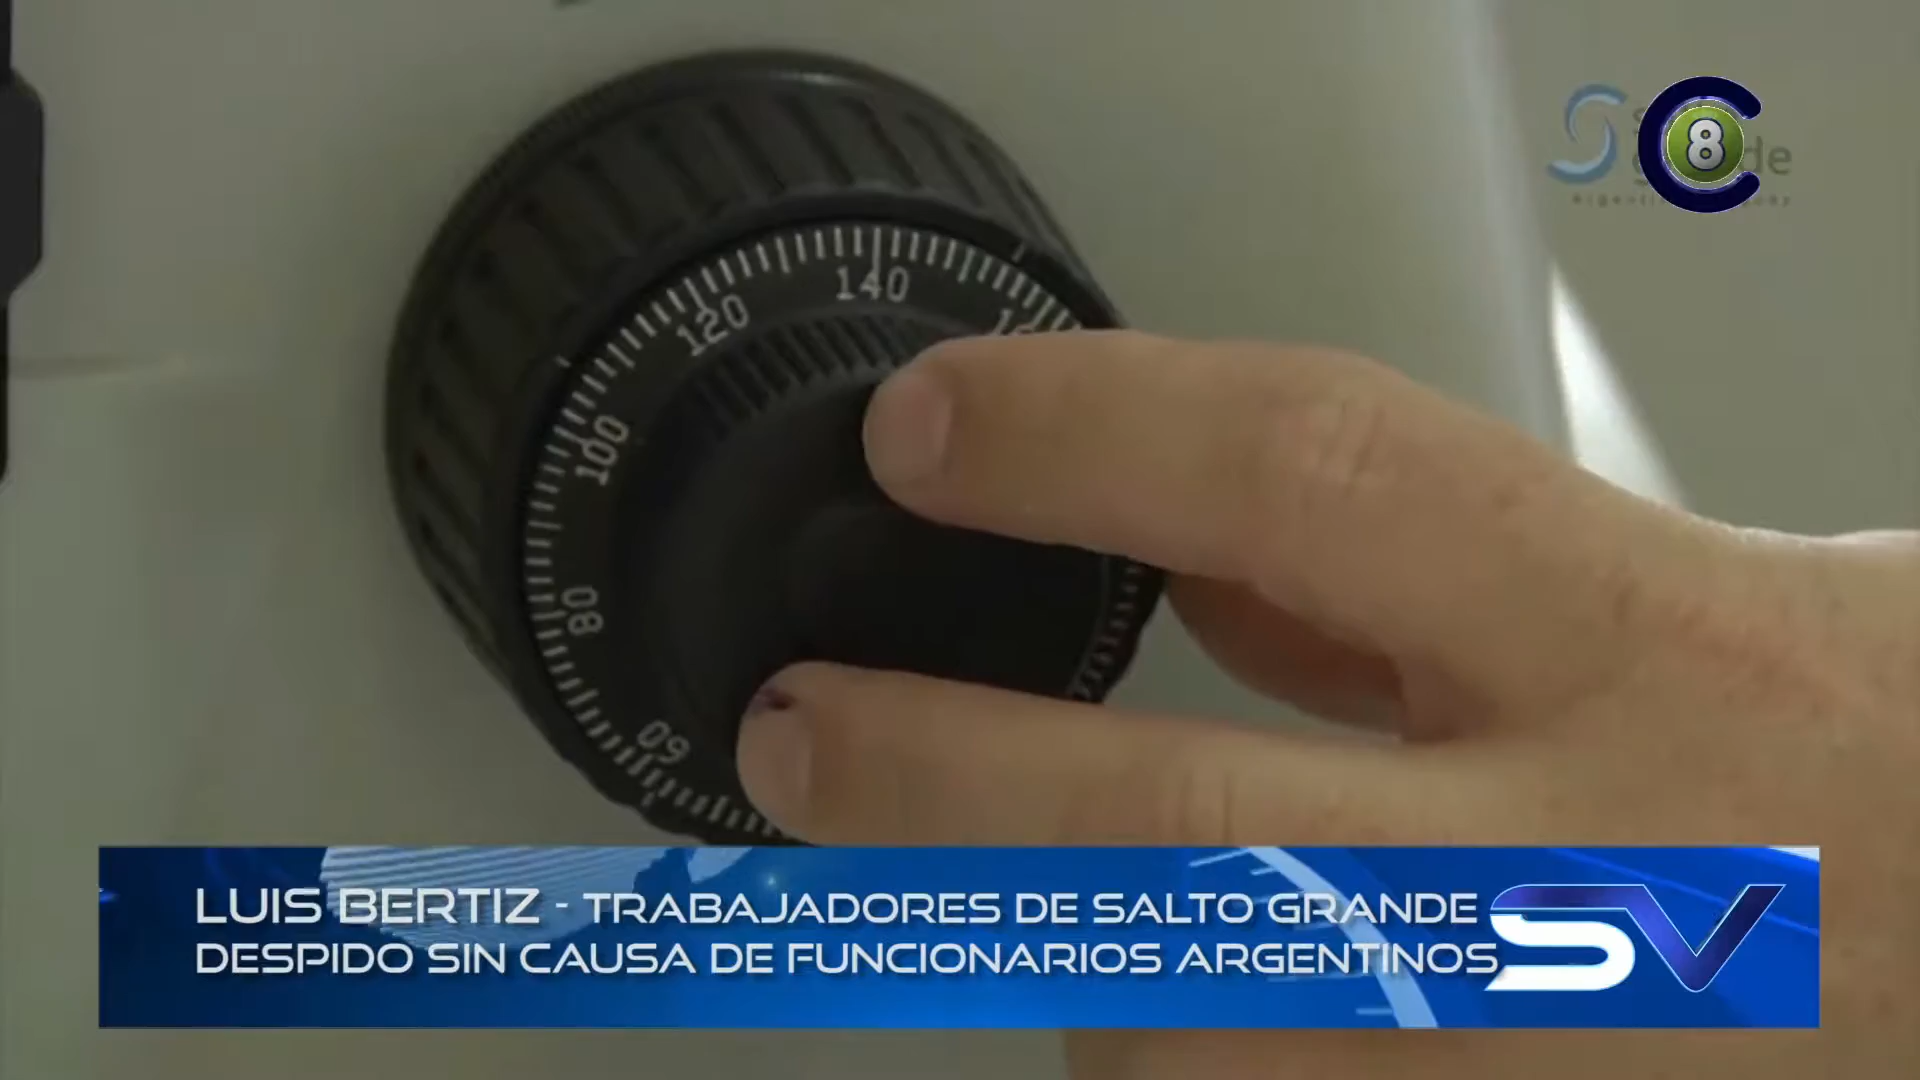 8
140
120
100
80
60
LUIS BERTIZ - TRABAJADORES DE SALTO GRANDE
DESPIDO SIN CAUSA DE FUNCIONARIOS ARGENTINOS
SV